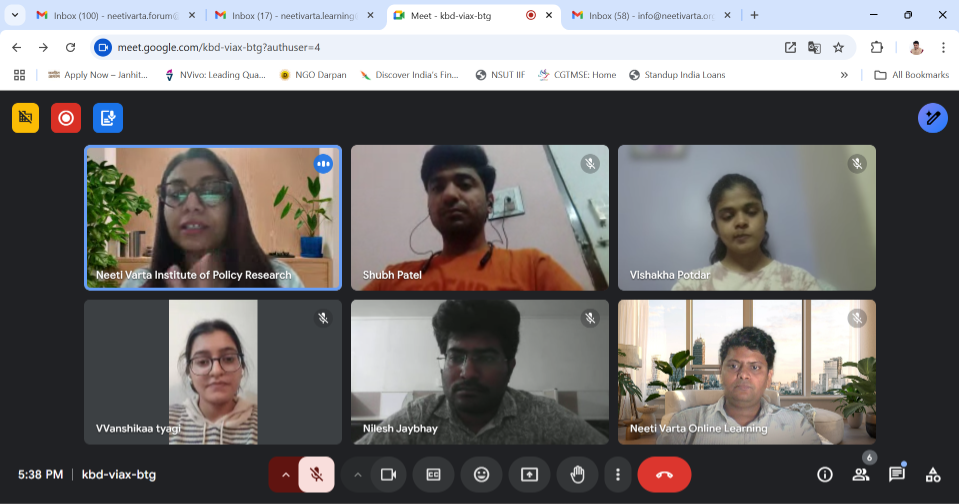 Inbox (100) - neetivarta.forum@
Inbox (17) - neetivarta.learning
Meet - kbd-viax-btg
Inbox (58) - info@neetivarta.or
meet.google.com/kbd-viax-btg?authuser=4
Apply Now – Janhit...
NVivo: Leading Qua...
NGO Darpan
Discover India's Fin...
NSUT IIF
CGTMSE: Home
Standup India Loans
All Bookmarks
Neeti Varta Institute of Policy Research
Shubh Patel
Vishakha Potdar
VVanshikaa tyagi
Nilesh Jaybhay
Neeti Varta Online Learning
5:38 PM | kbd-viax-btg
6